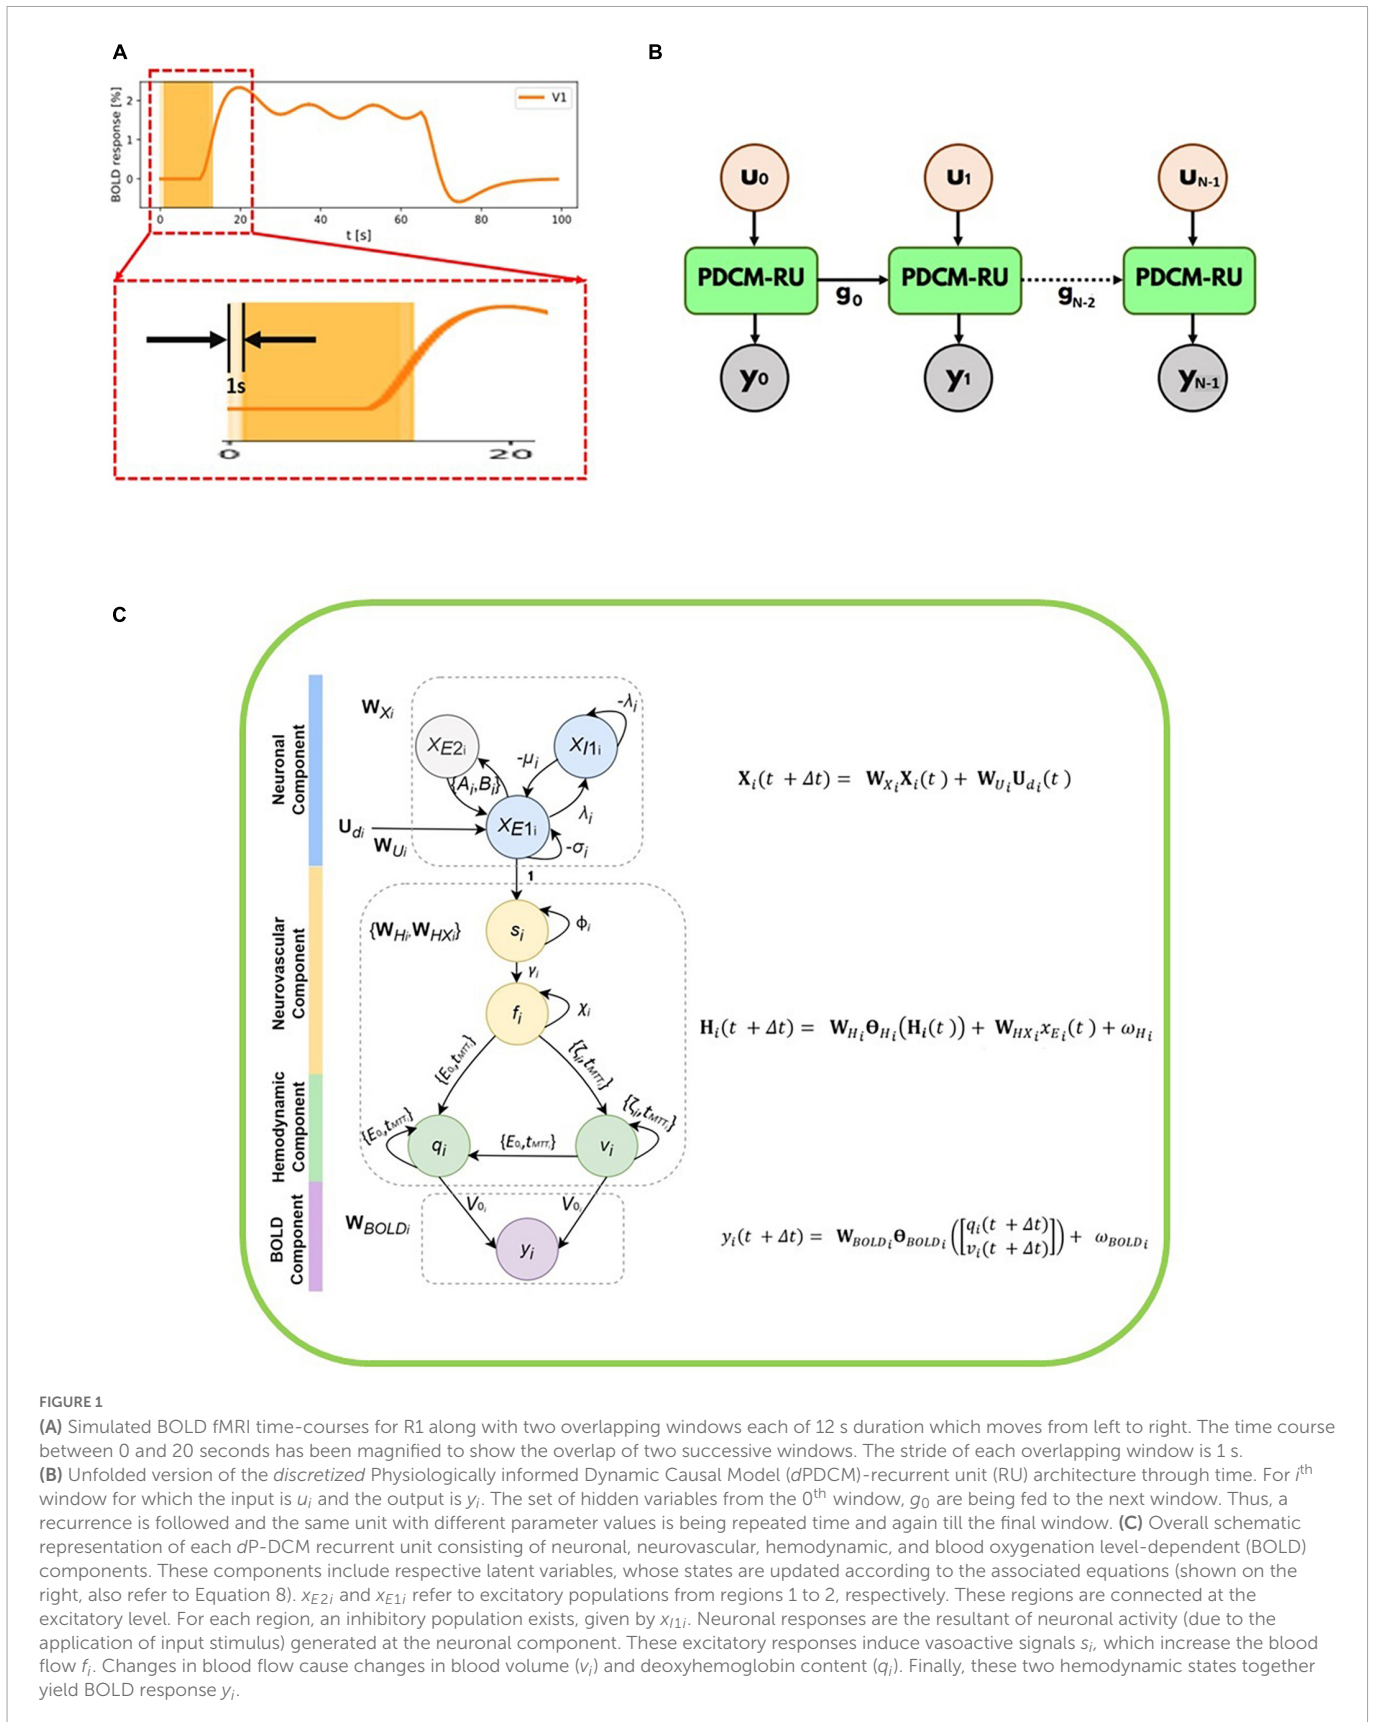 A
BOLD response [%]
2
1
0
V1
0 20 40 60 80 100
t [s]
1s
0 20
B
u0 u1 uN-1
PDCM-RU PDCM-RU PDCM-RU
g0 gN-2
y0 y1 yN-1
C
Neuronal Component
Neurovascular Component
Hemodynamic Component
BOLD Component
W_Xi
-λi
XE2i XI1i
-μi
{Ai,Bi}
λi
Udi
WUi
XE1i
-σi
1
{WHi, WHXi}
si
ϕi
γi
fi
χi
{E0,tMTTi} {ζi,tMTTi}
{E0,tMTTi} {ζi,tMTTi}
qi {E0,tMTTi} vi
V0i V0i
WBOLDi
yi
Xi(t + Δt) = WXiXi(t) + WUiUdi(t)
Hi(t + Δt) = WHiΘHi(Hi(t)) + WHXixEi(t) + ωHi
yi(t + Δt) = WBOLDiΘBOLDi([qi(t + Δt) vi(t + Δt)]) + ωBOLDi
FIGURE 1
(A) Simulated BOLD fMRI time-courses for R1 along with two overlapping windows each of 12 s duration which moves from left to right. The time course
between 0 and 20 seconds has been magnified to show the overlap of two successive windows. The stride of each overlapping window is 1 s.
(B) Unfolded version of the discretized Physiologically informed Dynamic Causal Model (dPDCM)-recurrent unit (RU) architecture through time. For ith
window for which the input is ui and the output is yi. The set of hidden variables from the 0th window, g0 are being fed to the next window. Thus, a
recurrence is followed and the same unit with different parameter values is being repeated time and again till the final window. (C) Overall schematic
representation of each dP-DCM recurrent unit consisting of neuronal, neurovascular, hemodynamic, and blood oxygenation level-dependent (BOLD)
components. These components include respective latent variables, whose states are updated according to the associated equations (shown on the
right, also refer to Equation 8). xE2i and xE1i refer to excitatory populations from regions 1 to 2, respectively. These regions are connected at the
excitatory level. For each region, an inhibitory population exists, given by xI1i. Neuronal responses are the resultant of neuronal activity (due to the
application of input stimulus) generated at the neuronal component. These excitatory responses induce vasoactive signals si, which increase the blood
flow fi. Changes in blood flow cause changes in blood volume (vi) and deoxyhemoglobin content (qi). Finally, these two hemodynamic states together
yield BOLD response yi.